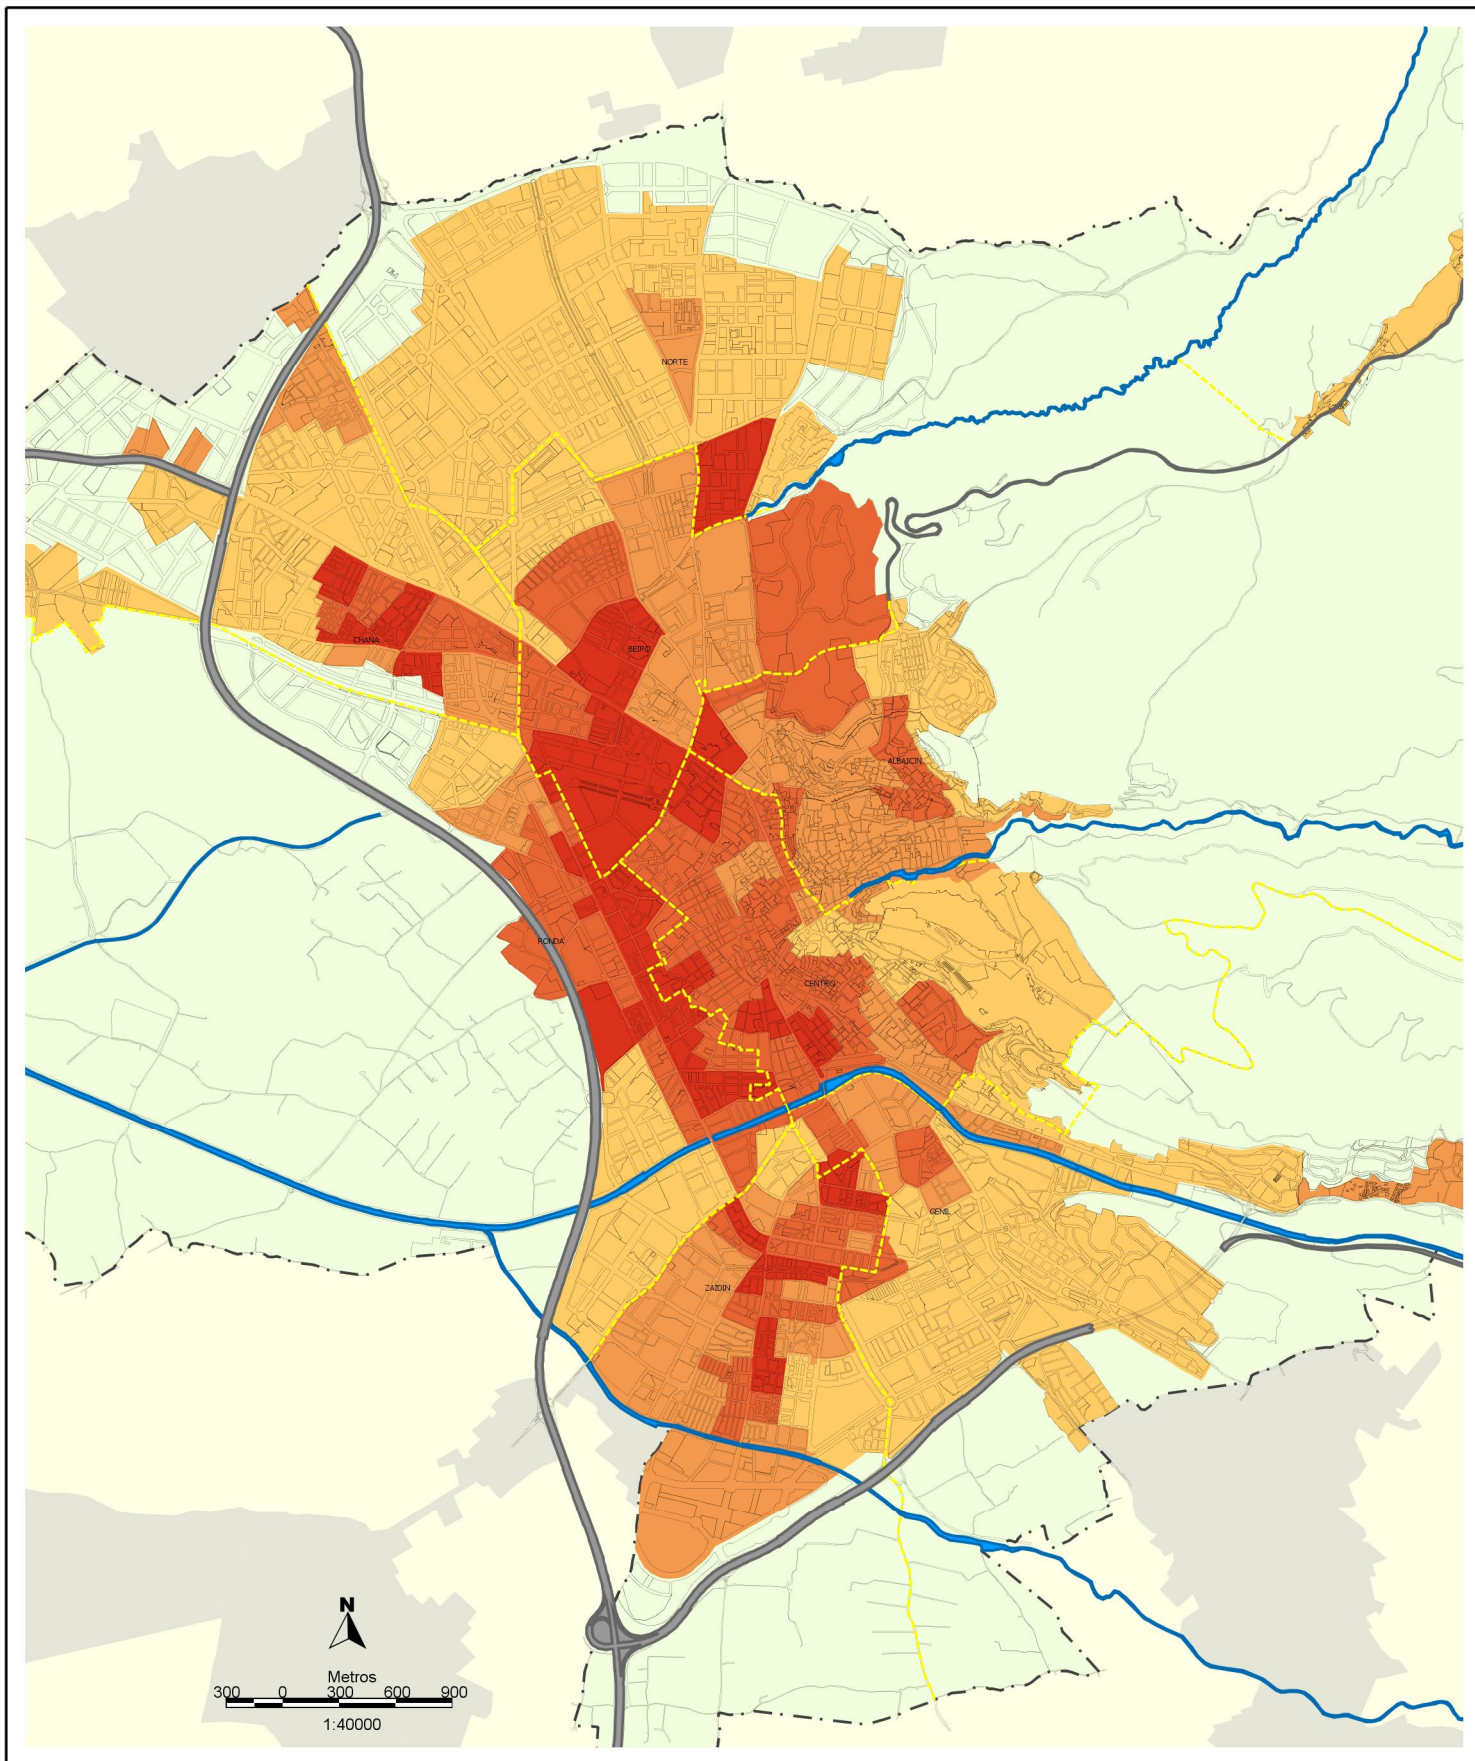 NORTE
CHANA
BEIRO
ALBAICIN
RONDA
CENTRO
GENIL
ZAIDIN
N
Metros
300 0 300 600 900
1:40000